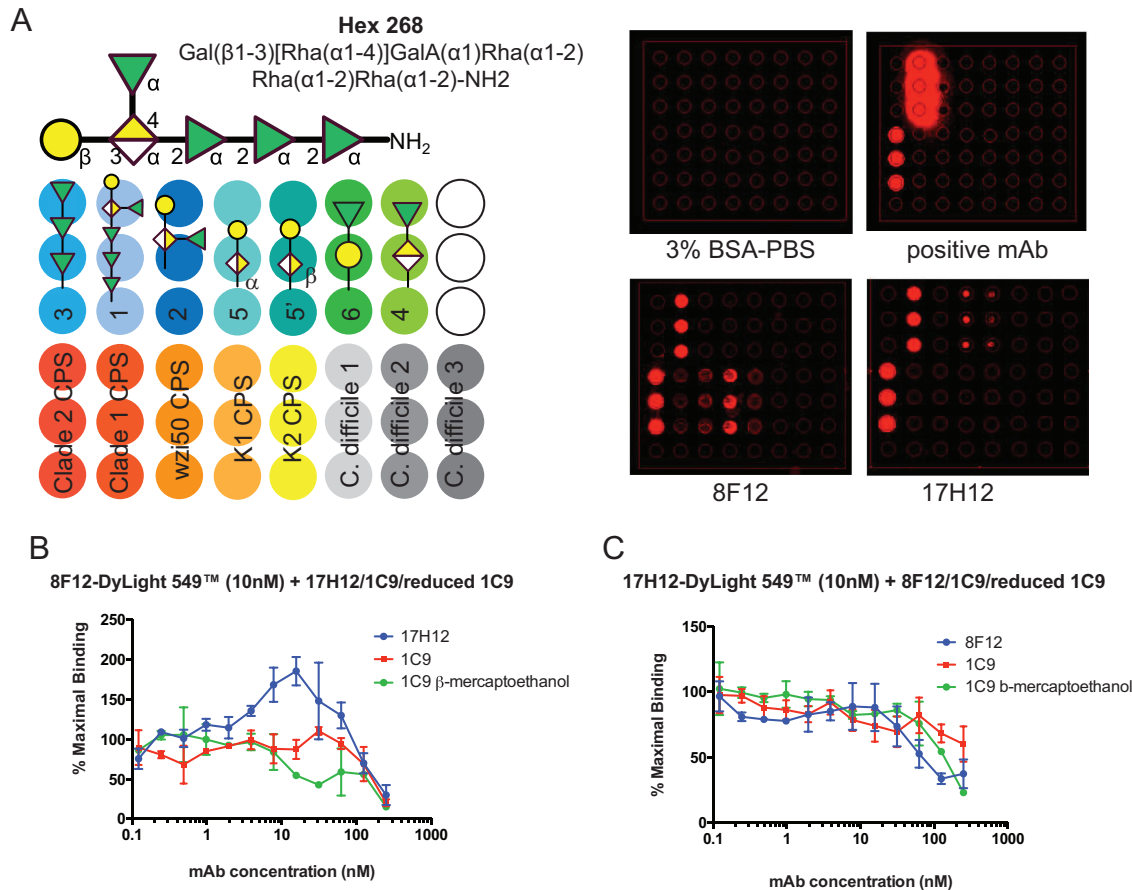 A
Hex 268
Gal(β1-3)[Rha(α1-4)]GalA(α1)Rha(α1-2)
Rha(α1-2)Rha(α1-2)-NH2
α
4
NH2
β 3 α 2 α 2 α 2 α
α
β
3
1
2
5
5'
6
4
Clade 2 CPS
Clade 1 CPS
wzi50 CPS
K1 CPS
K2 CPS
C. difficile 1
C. difficile 2
C. difficile 3
3% BSA-PBS
positive mAb
8F12
17H12
B
8F12-DyLight 549™ (10nM) + 17H12/1C9/reduced 1C9
% Maximal Binding
250
200
150
100
50
0
17H12
1C9
1C9 β-mercaptoethanol
0.1 1 10 100 1000
mAb concentration (nM)
C
17H12-DyLight 549™ (10nM) + 8F12/1C9/reduced 1C9
% Maximal Binding
150
100
50
0
8F12
1C9
1C9 b-mercaptoethanol
0.1 1 10 100 1000
mAb concentration (nM)